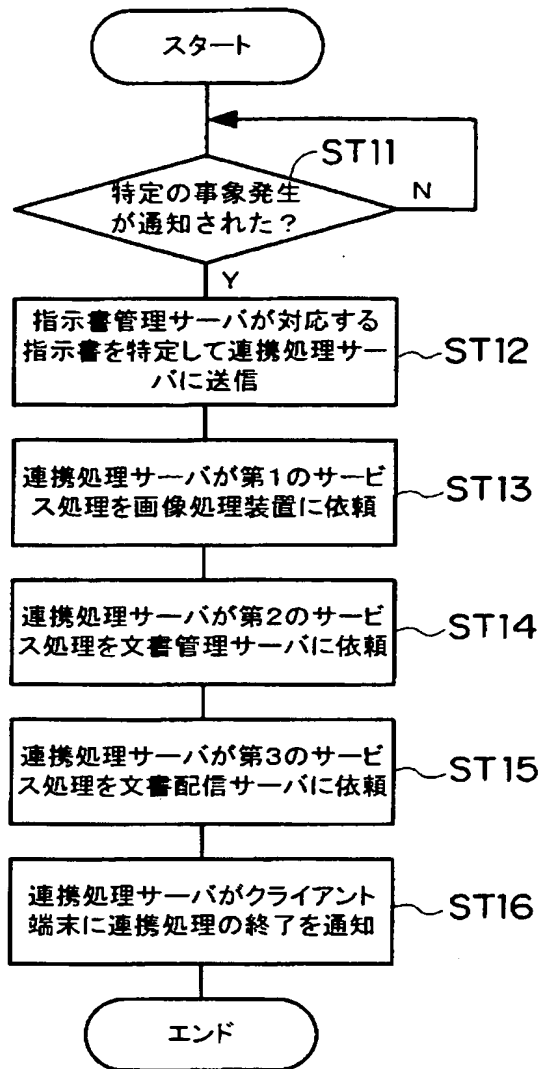 スタート
ST11
特定の事象発生
が通知された?
N
Y
指示書管理サーバが対応する
指示書を特定して連携処理サー
バに送信
ST12
連携処理サーバが第1のサービ
ス処理を画像処理装置に依頼
ST13
連携処理サーバが第2のサービ
ス処理を文書管理サーバに依頼
ST14
連携処理サーバが第3のサービ
ス処理を文書配信サーバに依頼
ST15
連携処理サーバがクライアント
端末に連携処理の終了を通知
ST16
エンド